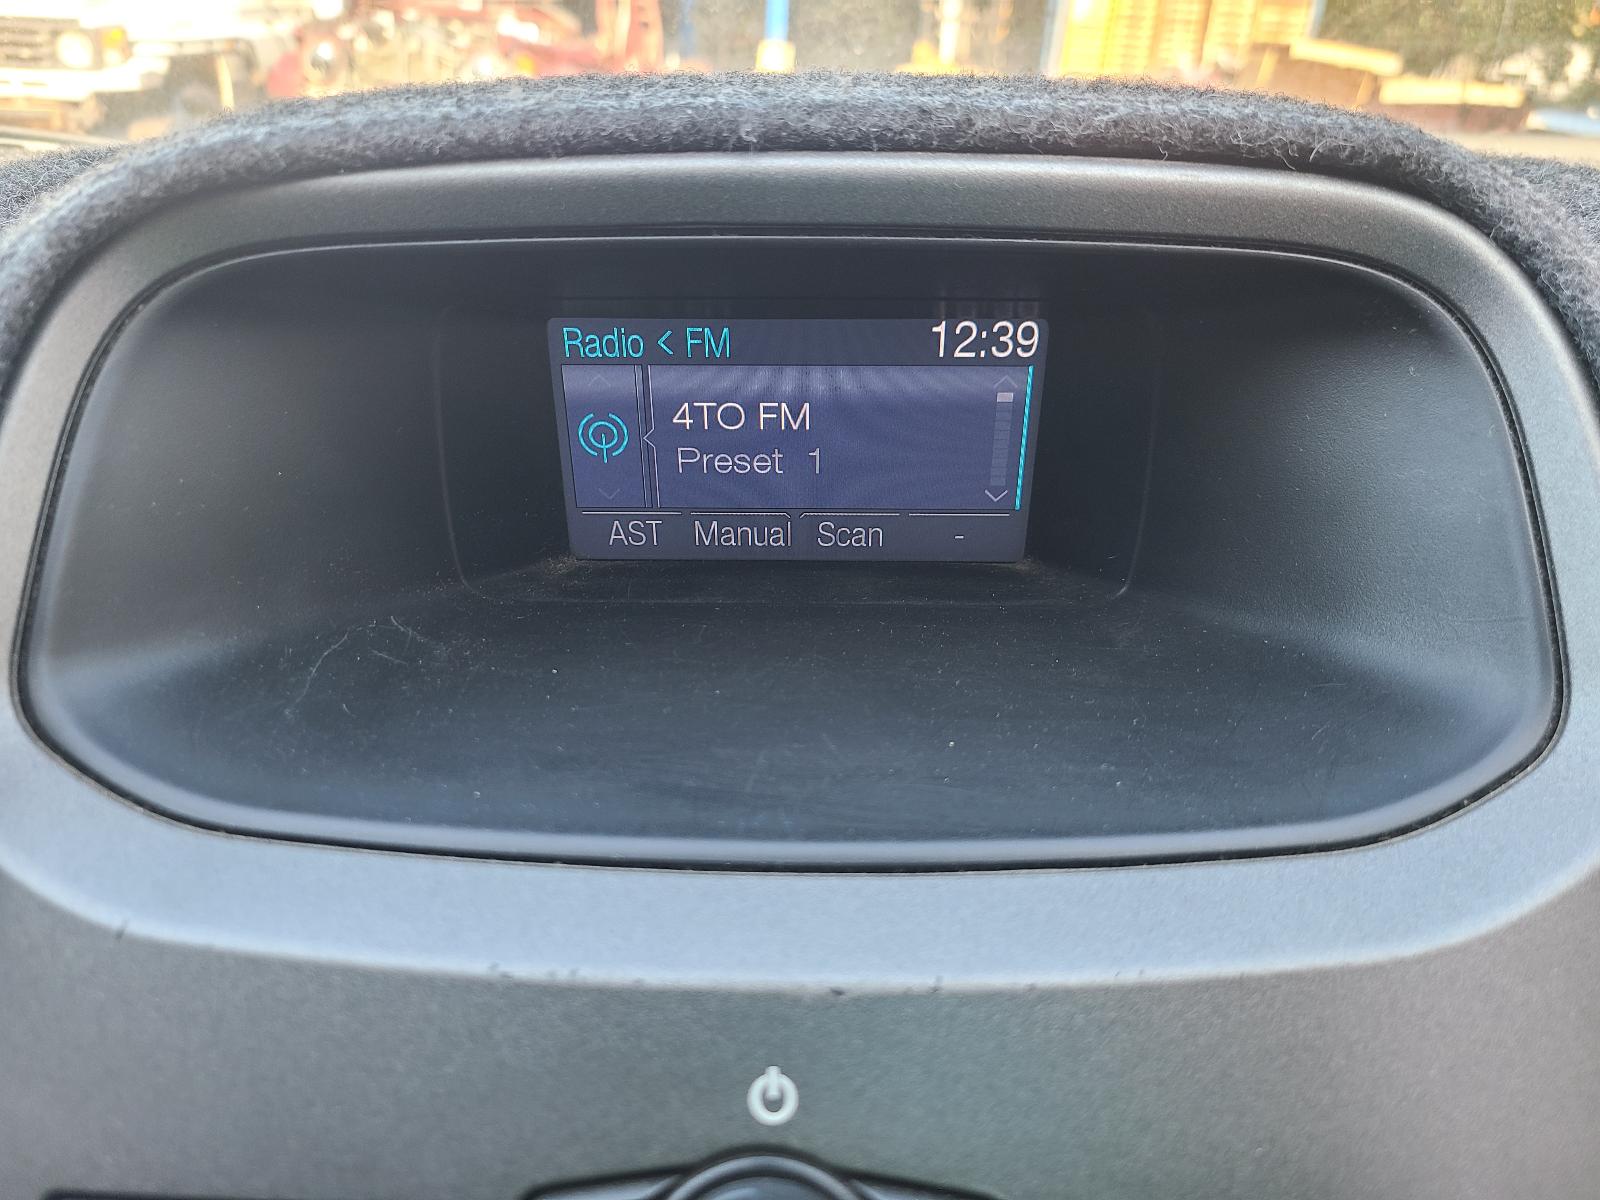 Radio < FM 12:39
4TO FM
Preset 1
AST Manual Scan -